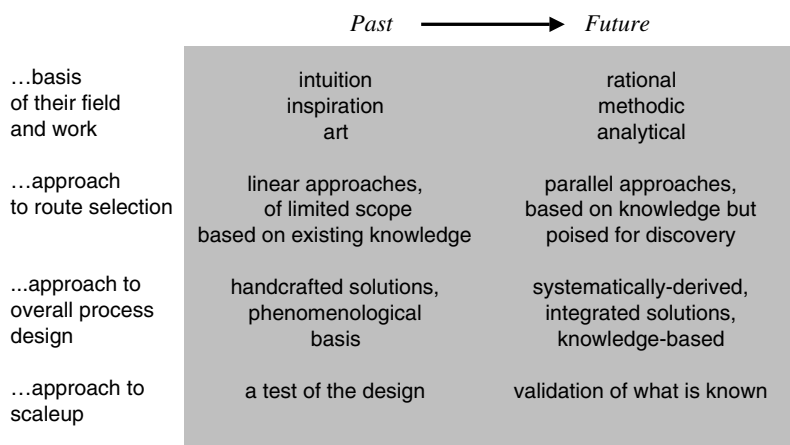 Past Future
…basis
of their field
and work
intuition
inspiration
art
rational
methodic
analytical
…approach
to route selection
linear approaches,
of limited scope
based on existing knowledge
parallel approaches,
based on knowledge but
poised for discovery
...approach to
overall process
design
handcrafted solutions,
phenomenological
basis
systematically-derived,
integrated solutions,
knowledge-based
…approach to
scaleup
a test of the design
validation of what is known